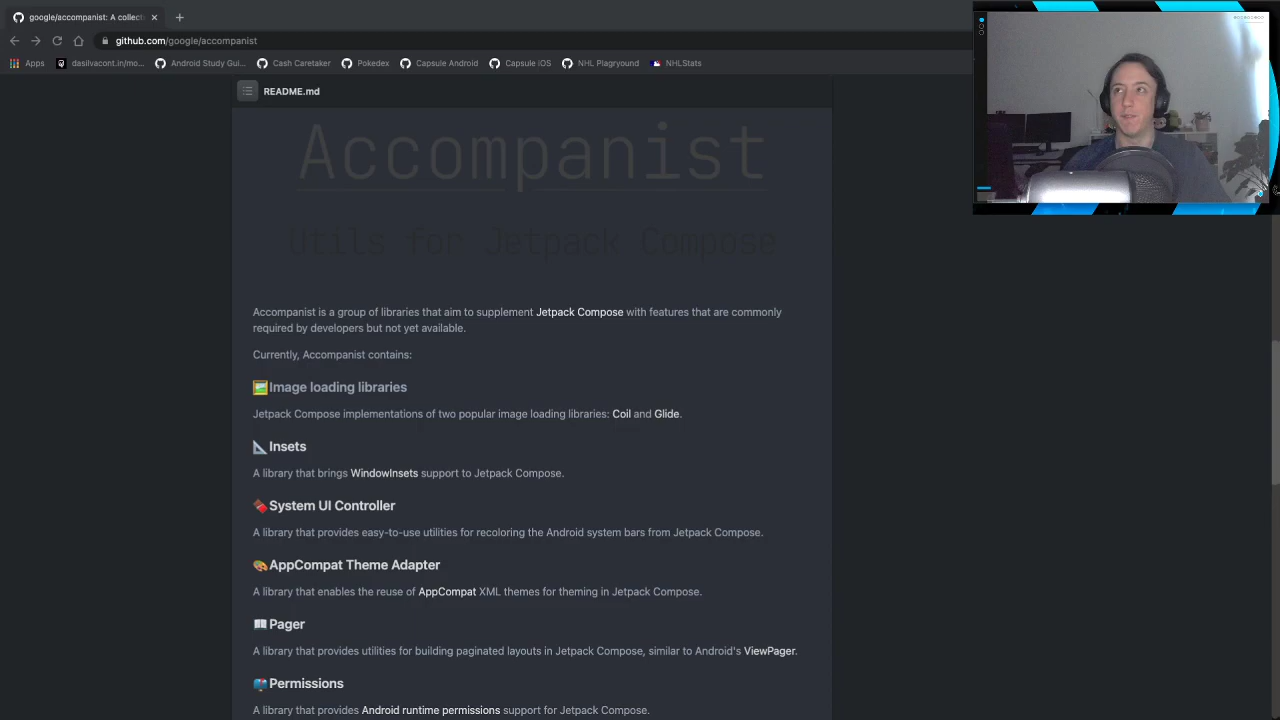 google/accompanist: A collect
github.com/google/accompanist
Apps
dasilvacont.in/mo...
Android Study Gui...
Cash Caretaker
Pokedex
Capsule Android
Capsule iOS
NHL Plagryound
NHLStats
README.md
Accompanist
Utils for Jetpack Compose
Accompanist is a group of libraries that aim to supplement Jetpack Compose with features that are commonly
required by developers but not yet available.
Currently, Accompanist contains:
Image loading libraries
Jetpack Compose implementations of two popular image loading libraries: Coil and Glide.
Insets
A library that brings WindowInsets support to Jetpack Compose.
System UI Controller
A library that provides easy-to-use utilities for recoloring the Android system bars from Jetpack Compose.
AppCompat Theme Adapter
A library that enables the reuse of AppCompat XML themes for theming in Jetpack Compose.
Pager
A library that provides utilities for building paginated layouts in Jetpack Compose, similar to Android's ViewPager.
Permissions
A library that provides Android runtime permissions support for Jetpack Compose.